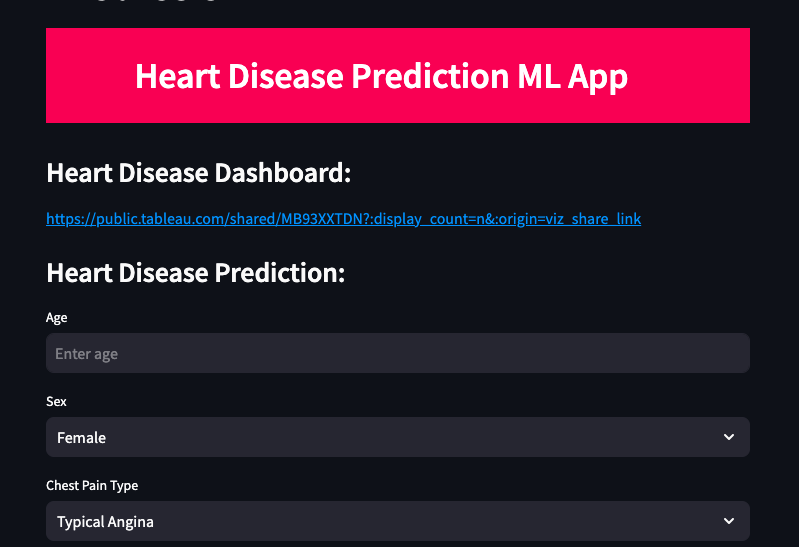 Heart Disease Prediction ML App
Heart Disease Dashboard:
https://public.tableau.com/shared/MB93XXTDN?:display_count=n&:origin=viz_share_link
Heart Disease Prediction:
Age
Enter age
Sex
Female
Chest Pain Type
Typical Angina